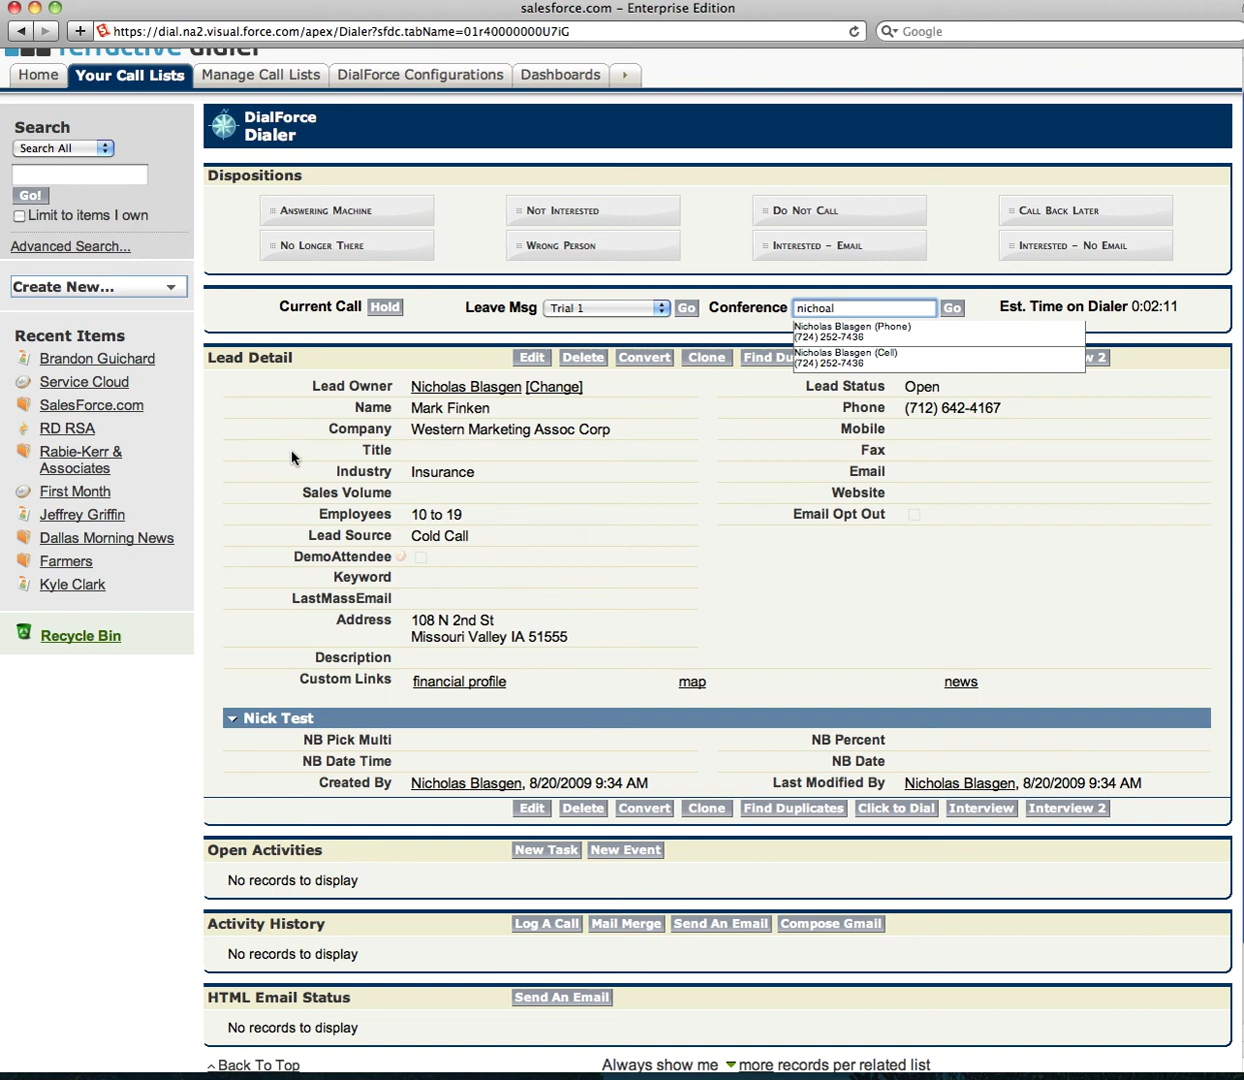 salesforce.com – Enterprise Edition
https://dial.na2.visual.force.com/apex/Dialer?sfdc.tabName=01r40000000U7iG
Google
Home
Your Call Lists
Manage Call Lists
DialForce Configurations
Dashboards
Search
Search All
Go!
Limit to items I own
Advanced Search...
Create New...
Recent Items
Brandon Guichard
Service Cloud
SalesForce.com
RD RSA
Rabie-Kerr &
Associates
First Month
Jeffrey Griffin
Dallas Morning News
Farmers
Kyle Clark
Recycle Bin
DialForce
Dialer
Dispositions
Answering Machine
Not Interested
Do Not Call
Call Back Later
No Longer There
Wrong Person
Interested – Email
Interested – No Email
Current Call Hold
Leave Msg Trial 1 Go
Conference nichoal Go
Est. Time on Dialer 0:02:11
Nicholas Blasgen (Phone)
(724) 252-7436
Nicholas Blasgen (Cell)
(724) 252-7436
Lead Detail
Edit Delete Convert Clone Find Du w 2
Lead Owner Nicholas Blasgen [Change]
Lead Status Open
Name Mark Finken
Phone (712) 642-4167
Company Western Marketing Assoc Corp
Mobile
Title
Fax
Industry Insurance
Email
Sales Volume
Website
Employees 10 to 19
Email Opt Out
Lead Source Cold Call
DemoAttendee
Keyword
LastMassEmail
Address 108 N 2nd St
Missouri Valley IA 51555
Description
Custom Links financial profile map news
Nick Test
NB Pick Multi
NB Percent
NB Date Time
NB Date
Created By Nicholas Blasgen, 8/20/2009 9:34 AM
Last Modified By Nicholas Blasgen, 8/20/2009 9:34 AM
Edit Delete Convert Clone Find Duplicates Click to Dial Interview Interview 2
Open Activities New Task New Event
No records to display
Activity History Log A Call Mail Merge Send An Email Compose Gmail
No records to display
HTML Email Status Send An Email
No records to display
^ Back To Top
Always show me more records per related list